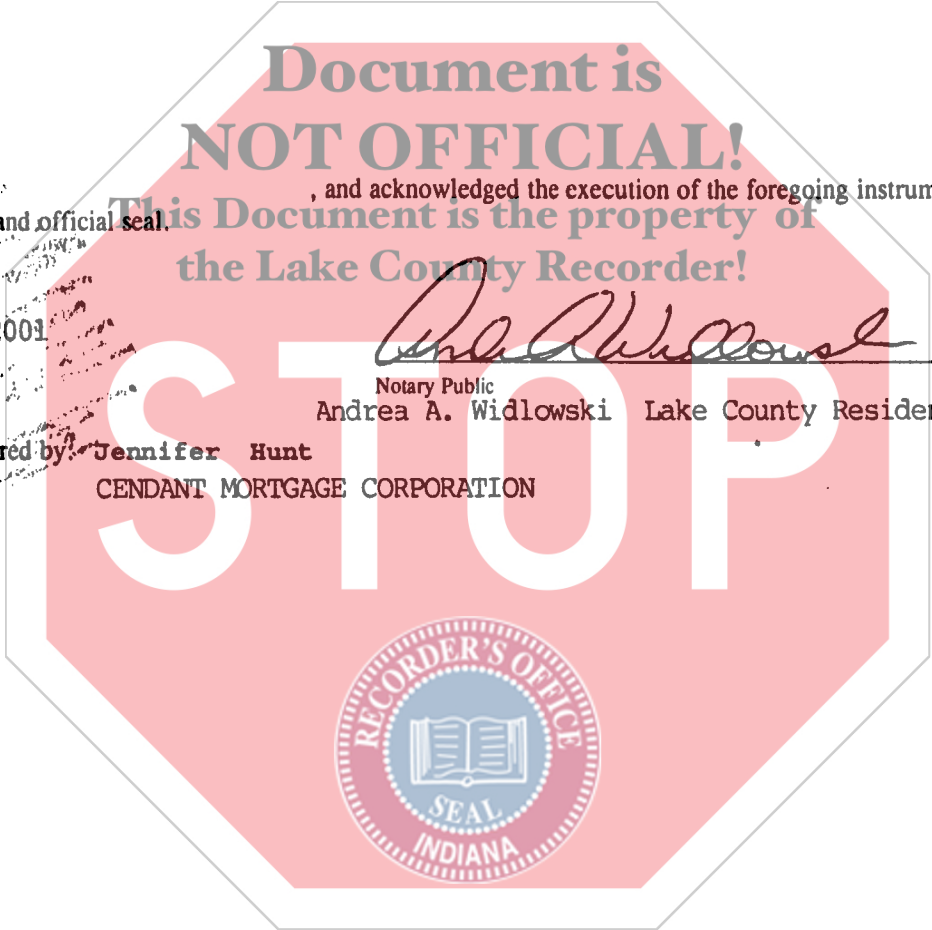 Document is
NOT OFFICIAL!
, and acknowledged the execution of the foregoing instrum
and official seal.
This Document is the property of
the Lake County Recorder!
001
Notary Public
Andrea A. Widlowski Lake County Residen
red by: Jennifer Hunt
CENDANT MORTGAGE CORPORATION
STOP
RECORDER'S OFFICE
SEAL
INDIANA